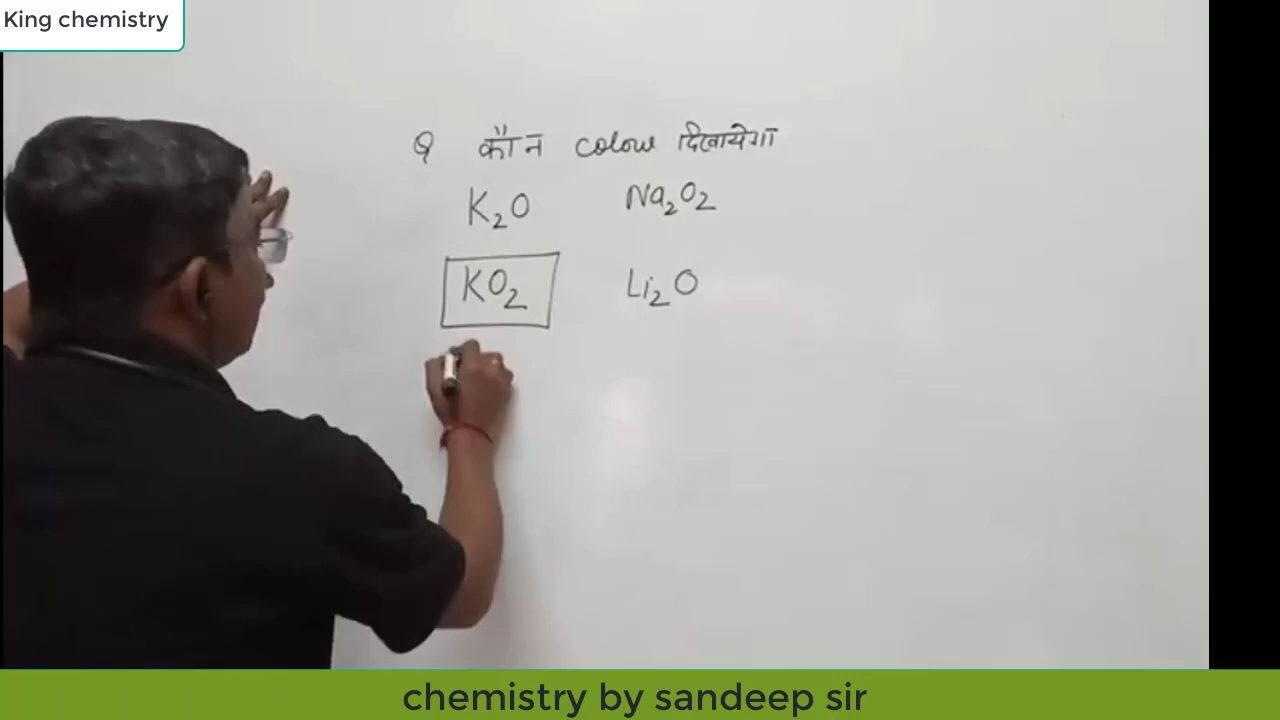 King chemistry
Q कौन colour दिखायेगा
K₂O Na₂O₂
KO₂ Li₂O
chemistry by sandeep sir